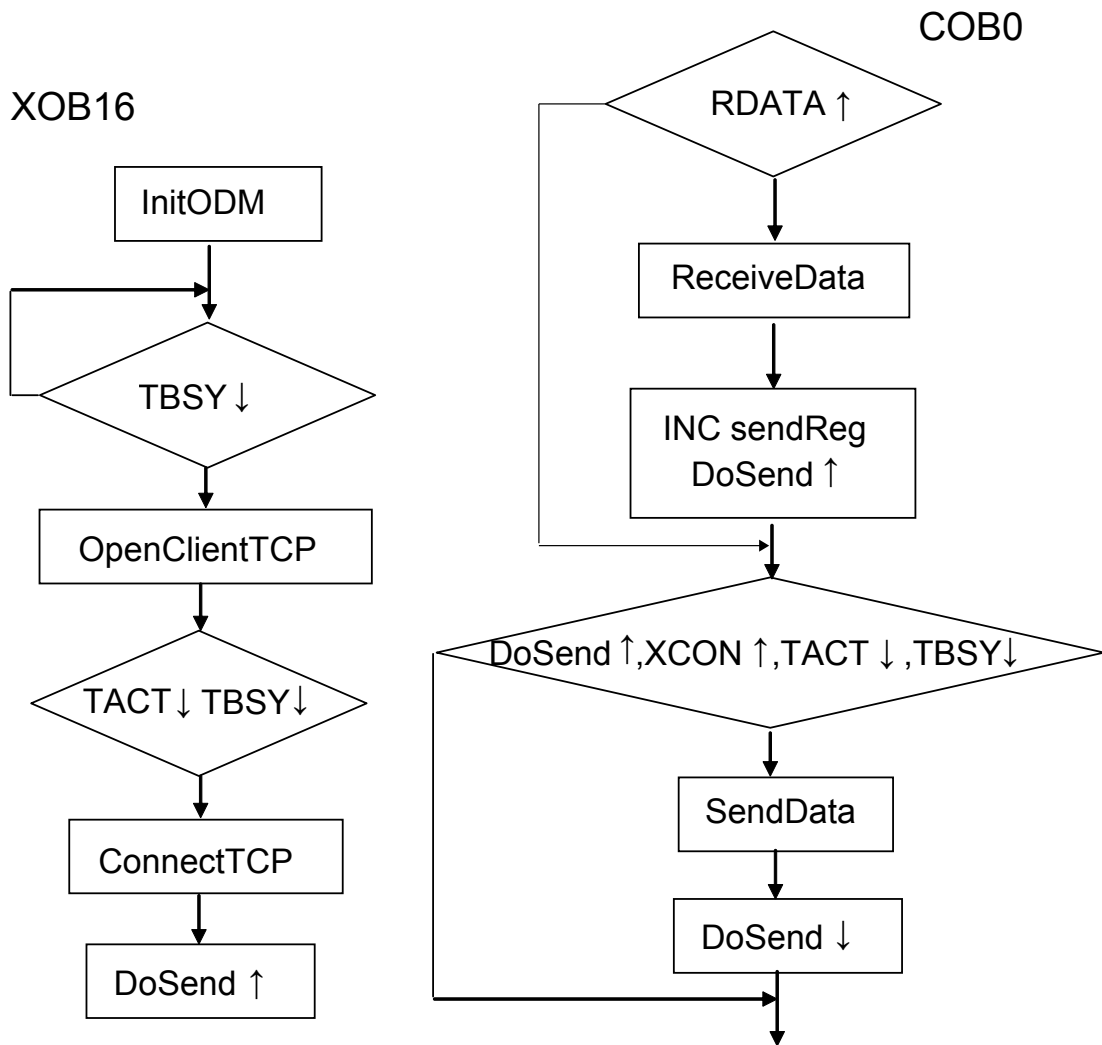 XOB16
InitODM
TBSY ↓
OpenClientTCP
TACT ↓ TBSY ↓
ConnectTCP
DoSend ↑
COB0
RDATA ↑
ReceiveData
INC sendReg
DoSend ↑
DoSend ↑,XCON ↑,TACT ↓ ,TBSY↓
SendData
DoSend ↓